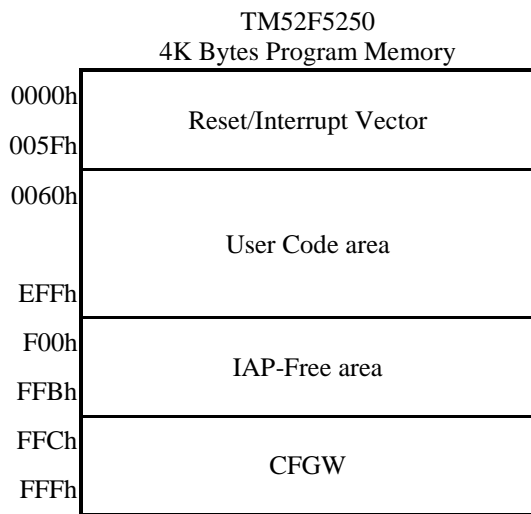 TM52F5250
4K Bytes Program Memory
0000h
Reset/Interrupt Vector
005Fh
0060h
User Code area
EFFh
F00h
IAP-Free area
FFBh
FFCh
CFGW
FFFh